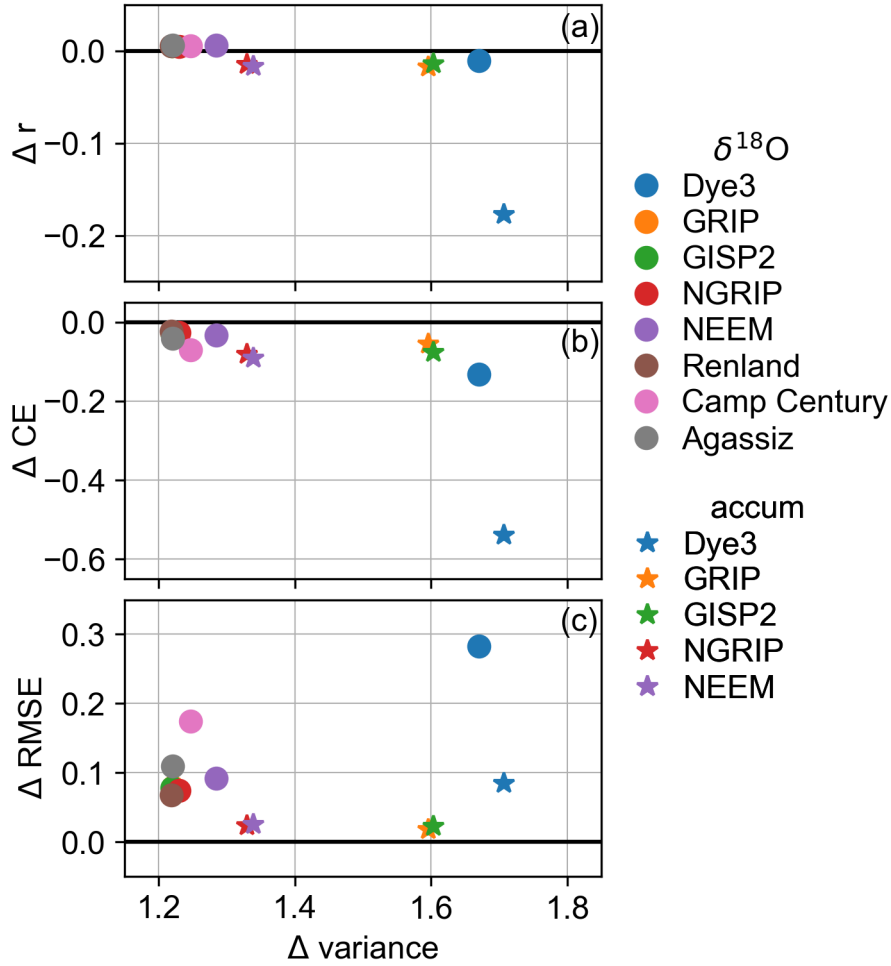 (a)
0.0
−0.1
−0.2
Δ r
(b)
0.0
−0.2
−0.4
−0.6
Δ CE
(c)
0.3
0.2
0.1
0.0
Δ RMSE
1.2 1.4 1.6 1.8
Δ variance
δ¹⁸O
Dye3
GRIP
GISP2
NGRIP
NEEM
Renland
Camp Century
Agassiz
accum
Dye3
GRIP
GISP2
NGRIP
NEEM